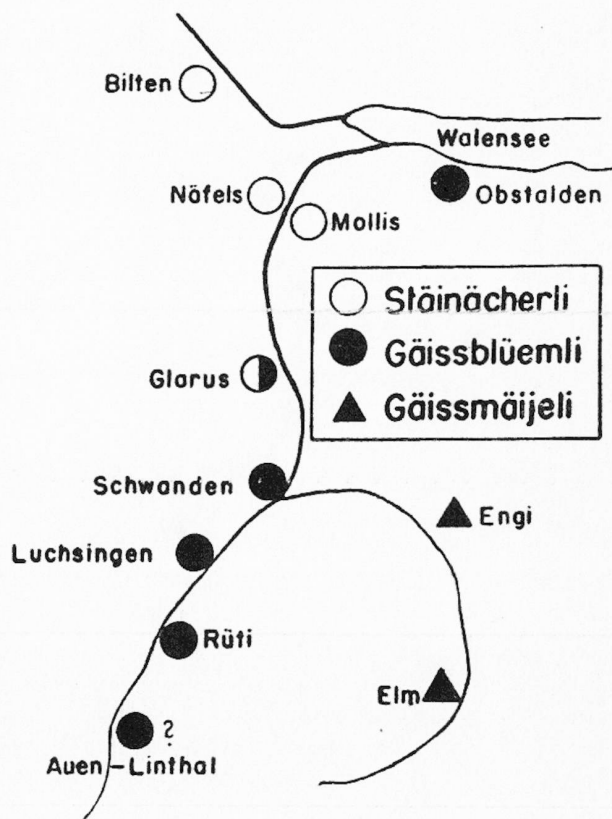 Bilten
Walensee
Näfels
Obstalden
Mollis
Stäinächerli
Gäissblüemli
Gäissmäijeli
Glarus
Schwanden
Engi
Luchsingen
Rüti
Elm
?
Auen-Linthal